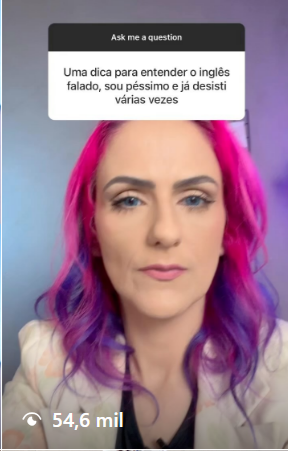 Ask me a question
Uma dica para entender o inglês
falado, sou péssimo e já desisti
várias vezes
54,6 mil